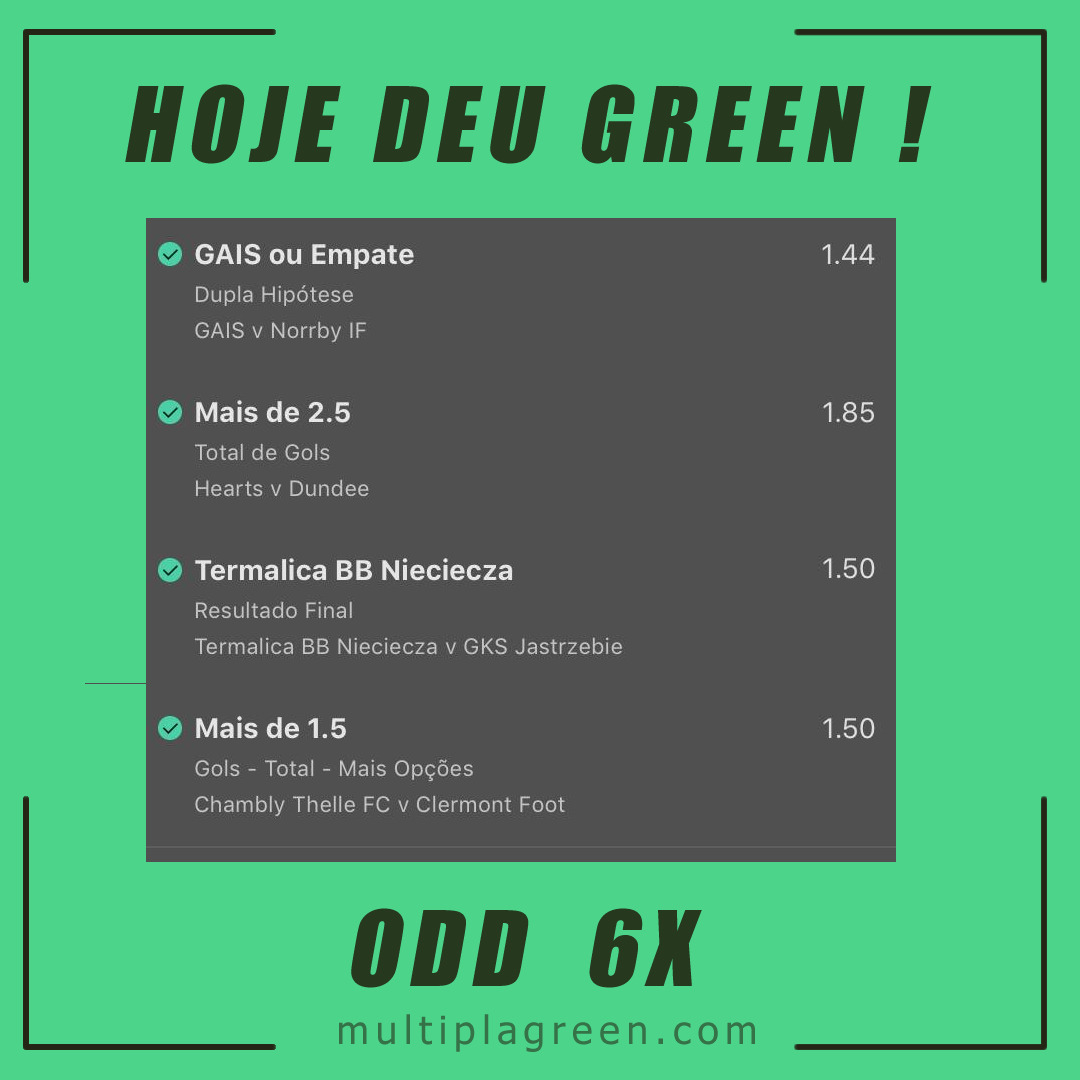 HOJE DEU GREEN !
GAIS ou Empate 1.44
Dupla Hipótese
GAIS v Norrby IF
Mais de 2.5 1.85
Total de Gols
Hearts v Dundee
Termalica BB Nieciecza 1.50
Resultado Final
Termalica BB Nieciecza v GKS Jastrzebie
Mais de 1.5 1.50
Gols - Total - Mais Opções
Chambly Thelle FC v Clermont Foot
ODD 6X
multiplagreen.com